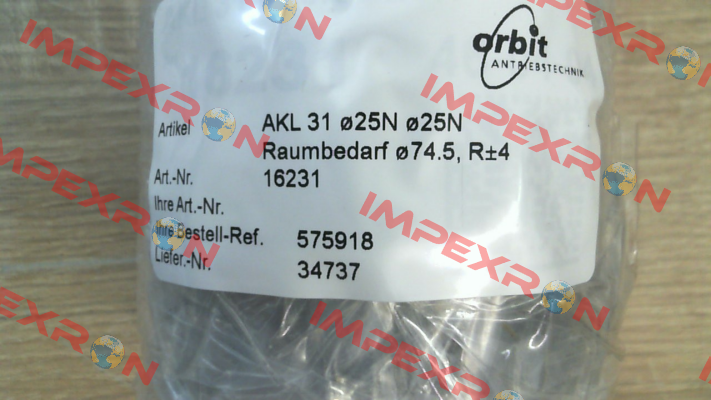 orbit
ANTRIEBSTECHNIK
Artikel AKL 31 ø25N ø25N
Raumbedarf ø74.5, R±4
Art.-Nr. 16231
Ihre Art.-Nr.
Ihre Bestell-Ref. 575918
Liefer.-Nr. 34737
IMPEXRON
IMPEXRON
IMPEXRON
IMPEXRON
IMPEXRON
IMPEXRON